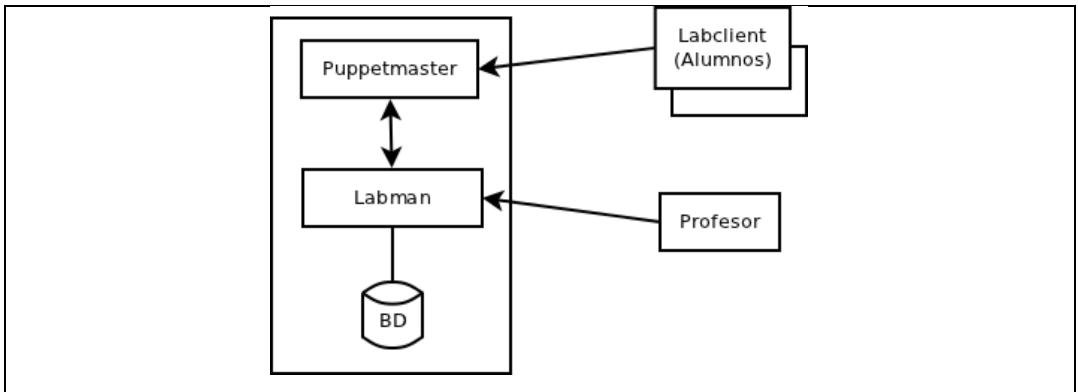 Puppetmaster
Labclient
(Alumnos)
Labman
Profesor
BD